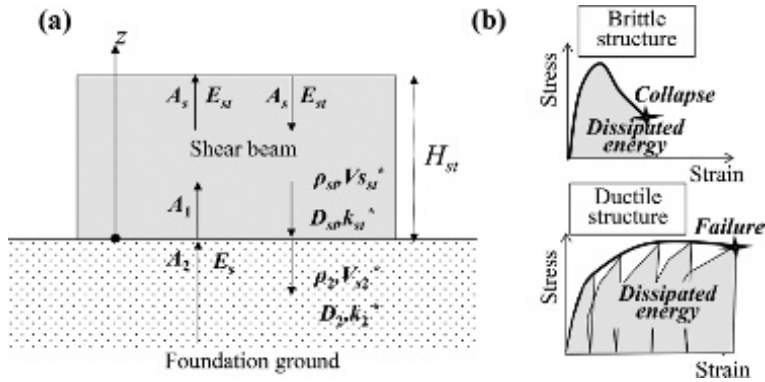 (a)
z
A_s E_st A_s E_st
Shear beam
H_st
ρ_st, Vs_st*
A_1
D_st, k_st*
A_2 E_s
ρ_2, V_s2*
D_2, k_2*
Foundation ground
(b)
Brittle
structure
Stress
Collapse
Dissipated
energy
Strain
Ductile
structure
Failure
Stress
Dissipated
energy
Strain